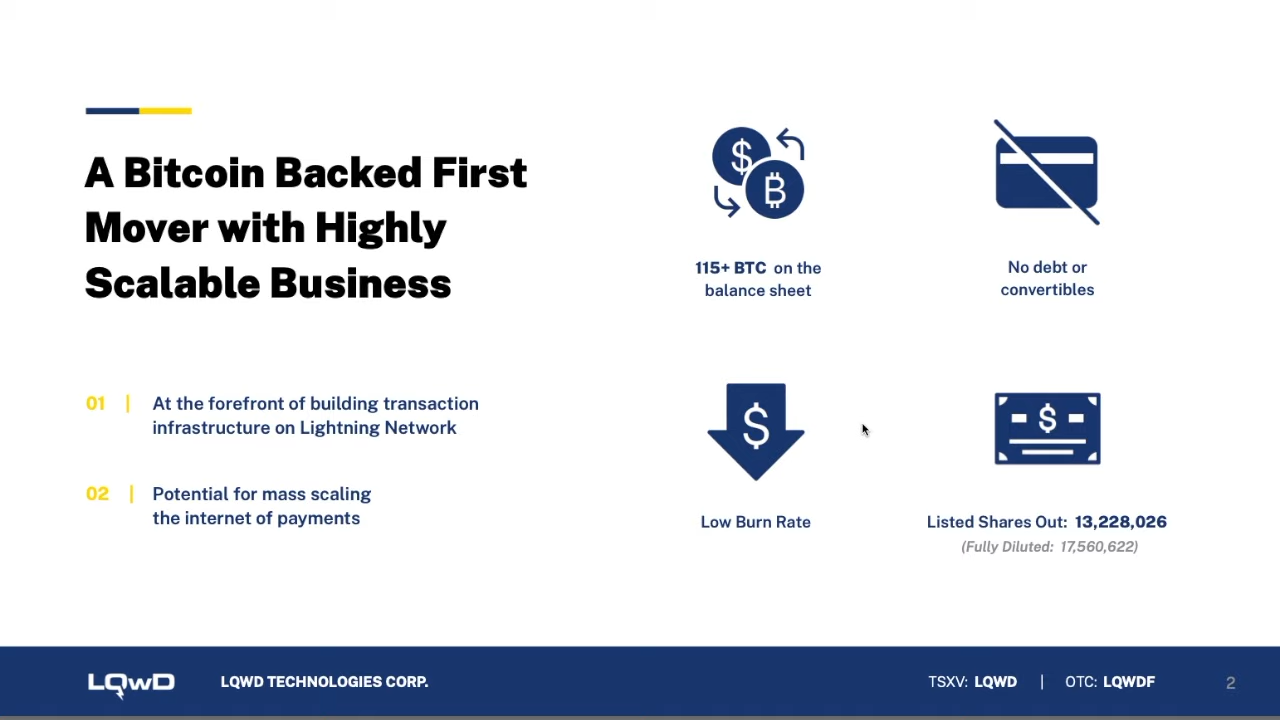 A Bitcoin Backed First
Mover with Highly
Scalable Business
01 | At the forefront of building transaction
infrastructure on Lightning Network
02 | Potential for mass scaling
the internet of payments
$
B
115+ BTC on the
balance sheet
No debt or
convertibles
$
Low Burn Rate
$
Listed Shares Out: 13,228,026
(Fully Diluted: 17,560,622)
LQwD
LQWD TECHNOLOGIES CORP.
TSXV: LQWD | OTC: LQWDF
2